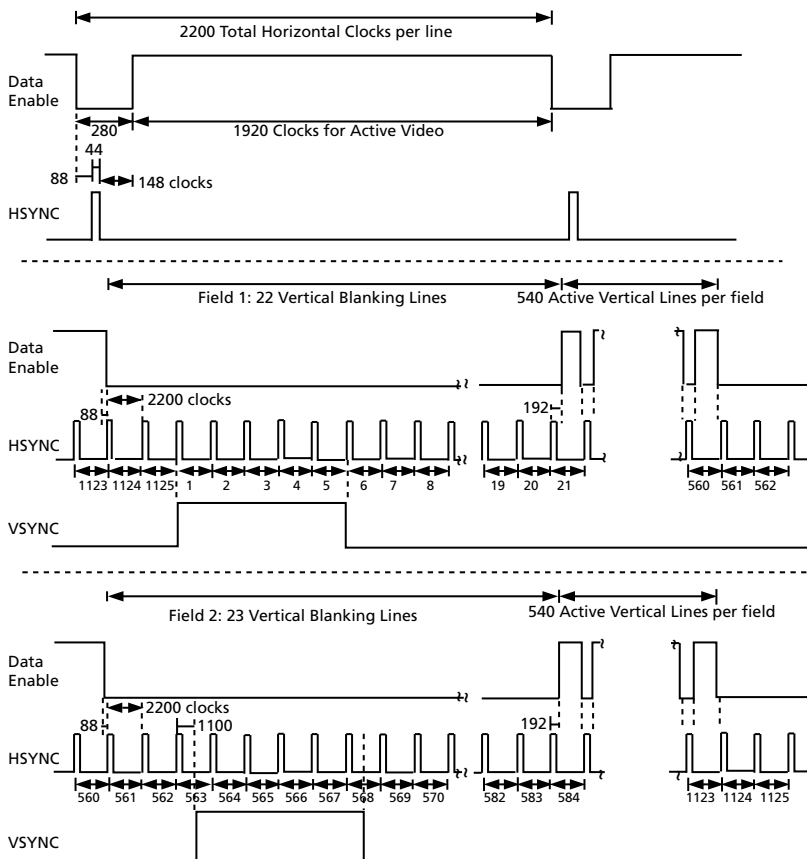 2200 Total Horizontal Clocks per line
Data
Enable
280
1920 Clocks for Active Video
44
88
148 clocks
HSYNC
Field 1: 22 Vertical Blanking Lines
540 Active Vertical Lines per field
Data
Enable
88
2200 clocks
192
HSYNC
1123 1124 1125 1 2 3 4 5 6 7 8 19 20 21 560 561 562
VSYNC
Field 2: 23 Vertical Blanking Lines
540 Active Vertical Lines per field
Data
Enable
88
2200 clocks
1100
192
HSYNC
560 561 562 563 564 565 566 567 568 569 570 582 583 584 1123 1124 1125
VSYNC